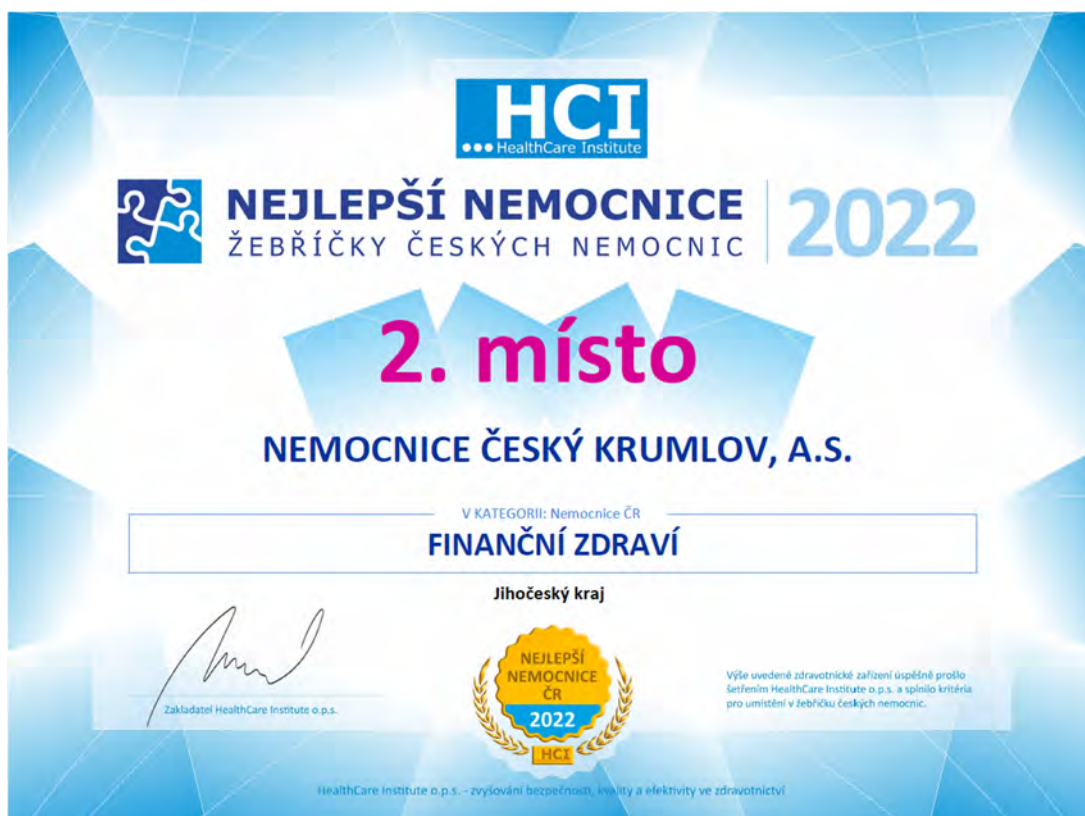 HCI
HealthCare Institute
NEJLEPŠÍ NEMOCNICE
ŽEBŘÍČKY ČESKÝCH NEMOCNIC
2022
2. místo
NEMOCNICE ČESKÝ KRUMLOV, A.S.
V KATEGORII: Nemocnice ČR
FINANČNÍ ZDRAVÍ
Jihočeský kraj
Zakladatel HealthCare Institute o.p.s.
NEJLEPŠÍ
NEMOCNICE
ČR
2022
HCI
Výše uvedené zdravotnické zařízení úspěšně prošlo
šetřením HealthCare Institute o.p.s. a splnilo kritéria
pro umístění v žebříčku českých nemocnic.
HealthCare Institute o.p.s. - zvyšování bezpečnosti, kvality a efektivity ve zdravotnictví